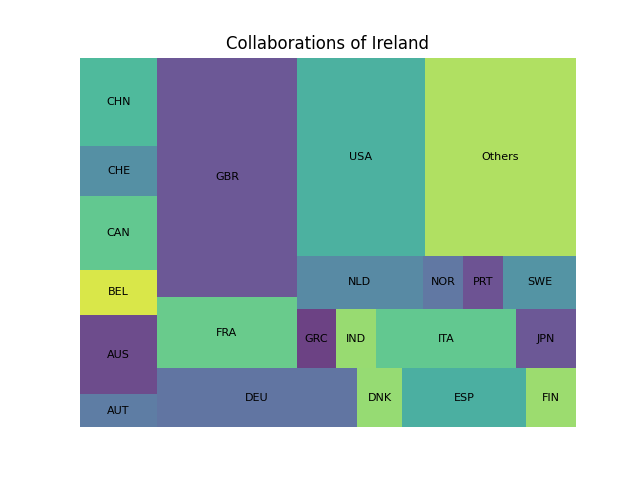 Collaborations of Ireland
CHN
GBR
USA
Others
CHE
CAN
BEL
NLD
NOR
PRT
SWE
AUS
FRA
GRC
IND
ITA
JPN
AUT
DEU
DNK
ESP
FIN